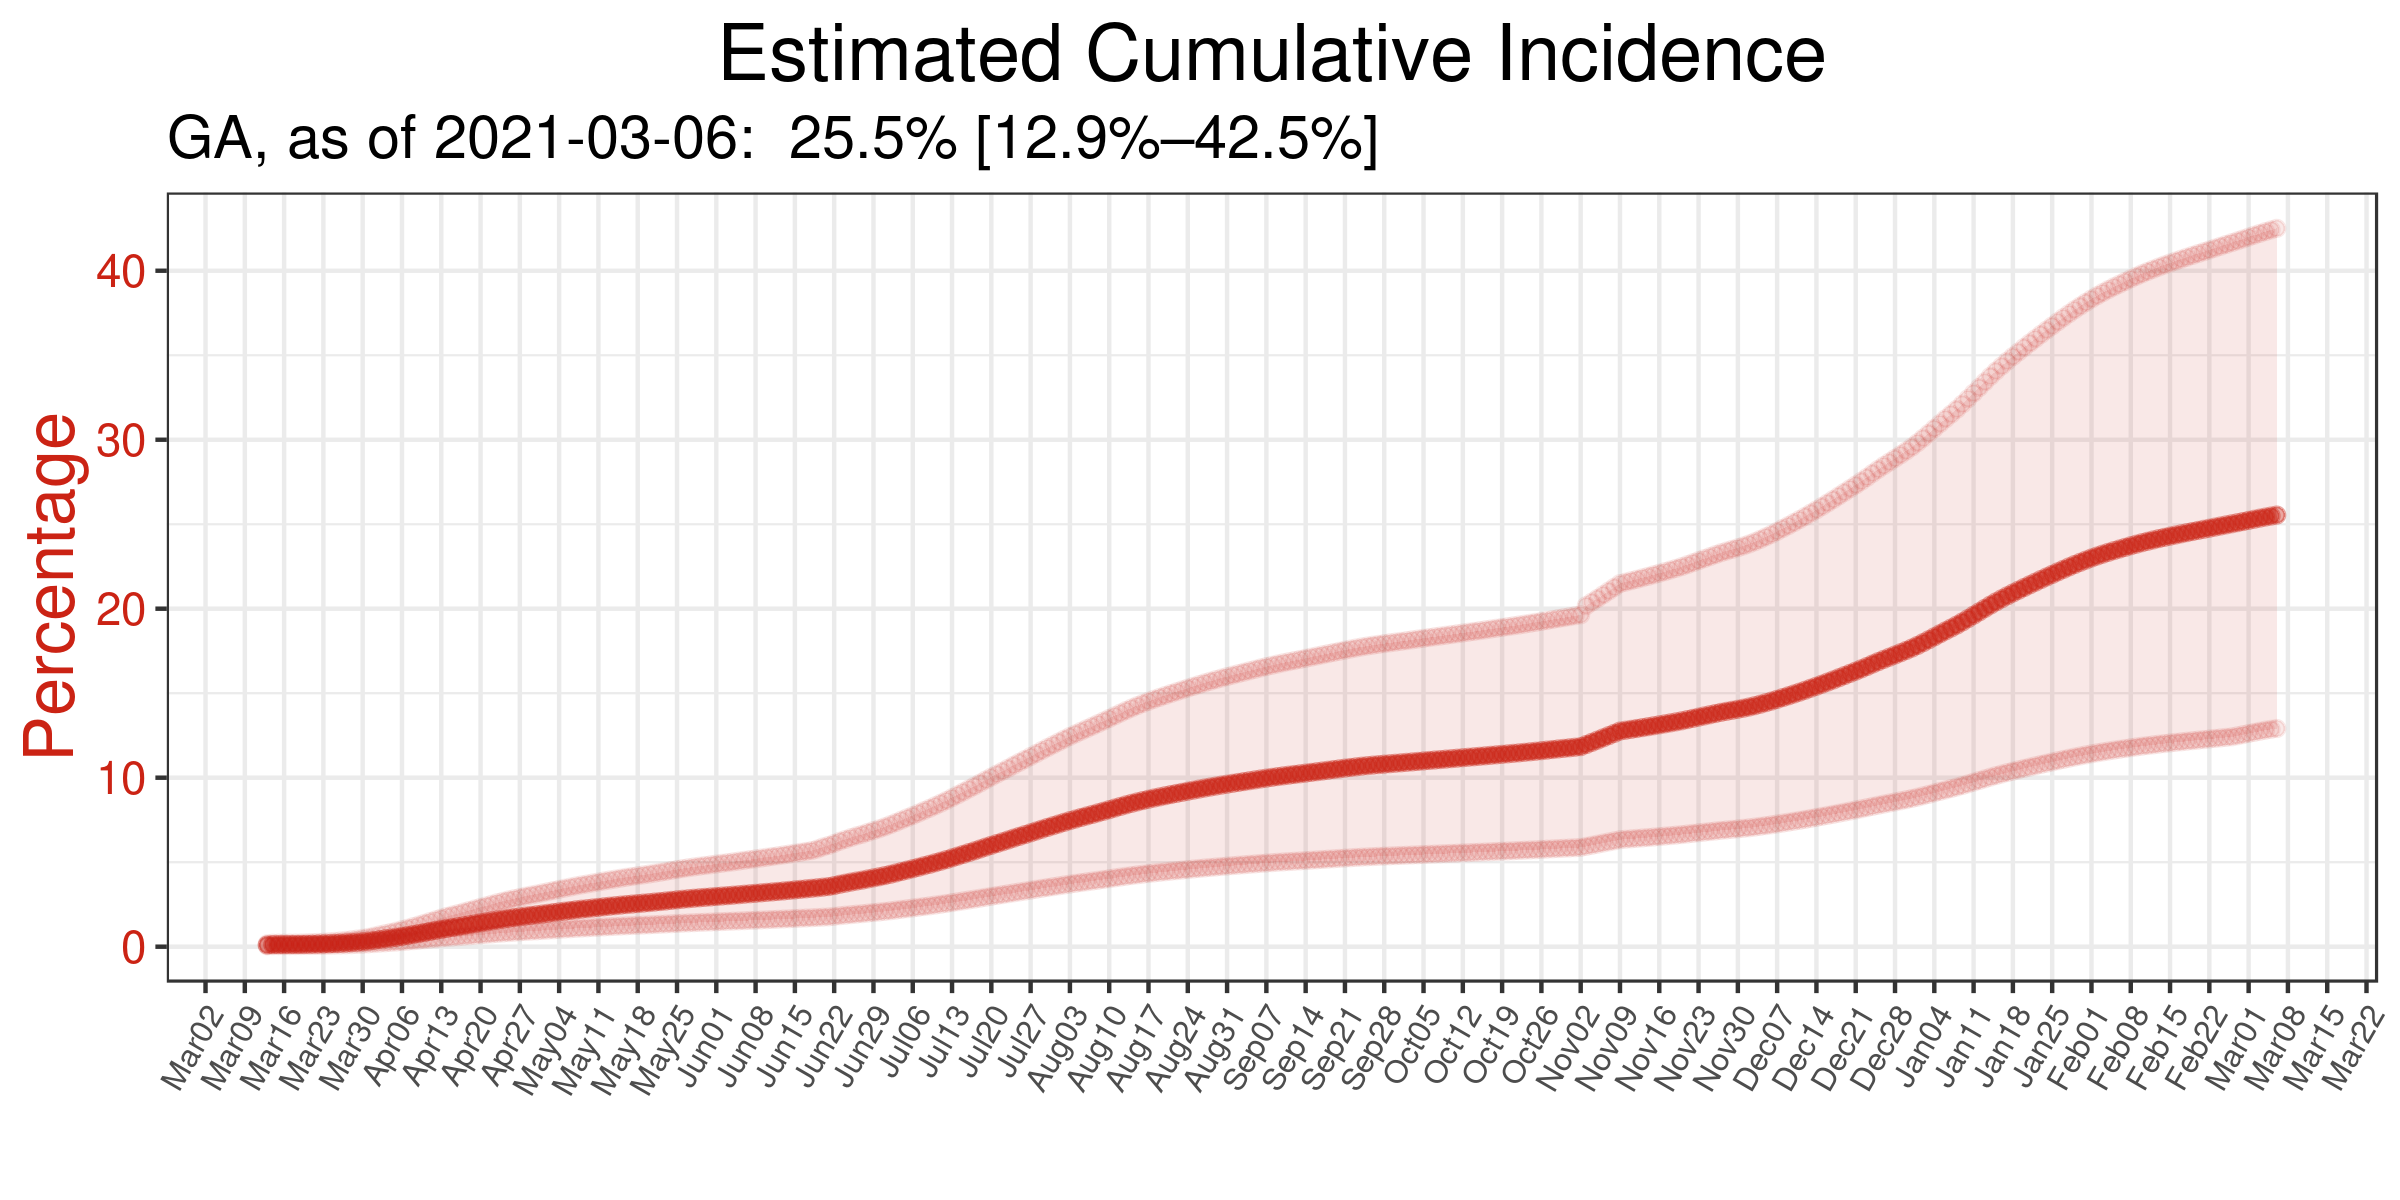 Estimated Cumulative Incidence
GA, as of 2021-03-06:  25.5% [12.9%–42.5%]
Percentage
40
30
20
10
0
Mar02
Mar09
Mar16
Mar23
Mar30
Apr06
Apr13
Apr20
Apr27
May04
May11
May18
May25
Jun01
Jun08
Jun15
Jun22
Jun29
Jul06
Jul13
Jul20
Jul27
Aug03
Aug10
Aug17
Aug24
Aug31
Sep07
Sep14
Sep21
Sep28
Oct05
Oct12
Oct19
Oct26
Nov02
Nov09
Nov16
Nov23
Nov30
Dec07
Dec14
Dec21
Dec28
Jan04
Jan11
Jan18
Jan25
Feb01
Feb08
Feb15
Feb22
Mar01
Mar08
Mar15
Mar22